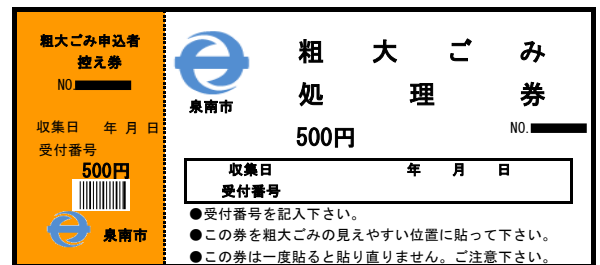 粗大ごみ申込者
控え券
NO.
収集日 年 月 日
受付番号
500円
泉南市
粗大ごみ
処理券
泉南市
500円
NO.
収集日 年 月 日
受付番号
●受付番号を記入下さい。
●この券を粗大ごみの見えやすい位置に貼って下さい。
●この券は一度貼ると貼り直りません。ご注意下さい。